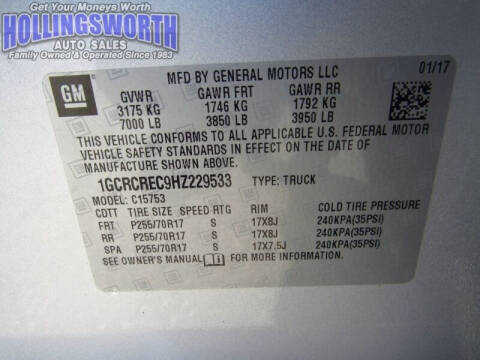 Get Your Moneys Worth
HOLLINGSWORTH
AUTO SALES
Family Owned & Operated Since 1983
GM
MFD BY GENERAL MOTORS LLC
01/17
GVWR GAWR FRT GAWR RR
3175 KG 1746 KG 1792 KG
7000 LB 3850 LB 3950 LB
THIS VEHICLE CONFORMS TO ALL APPLICABLE U.S. FEDERAL MOTOR
VEHICLE SAFETY STANDARDS IN EFFECT ON THE DATE OF
MANUFACTURE SHOWN ABOVE.
1GCRCREC9HZ229533 TYPE: TRUCK
MODEL: C15753
CDTT TIRE SIZE SPEED RTG RIM COLD TIRE PRESSURE
FRT P255/70R17 S 17X8J 240KPA(35PSI)
RR P255/70R17 S 17X8J 240KPA(35PSI)
SPA P255/70R17 S 17X7.5J 240KPA(35PSI)
SEE OWNER'S MANUAL FOR MORE INFORMATION.